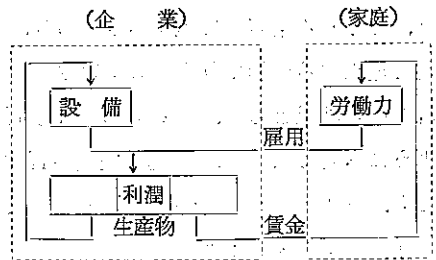 (企 業) (家庭)
設 備 労働力
雇用
利潤
生産物 賃金